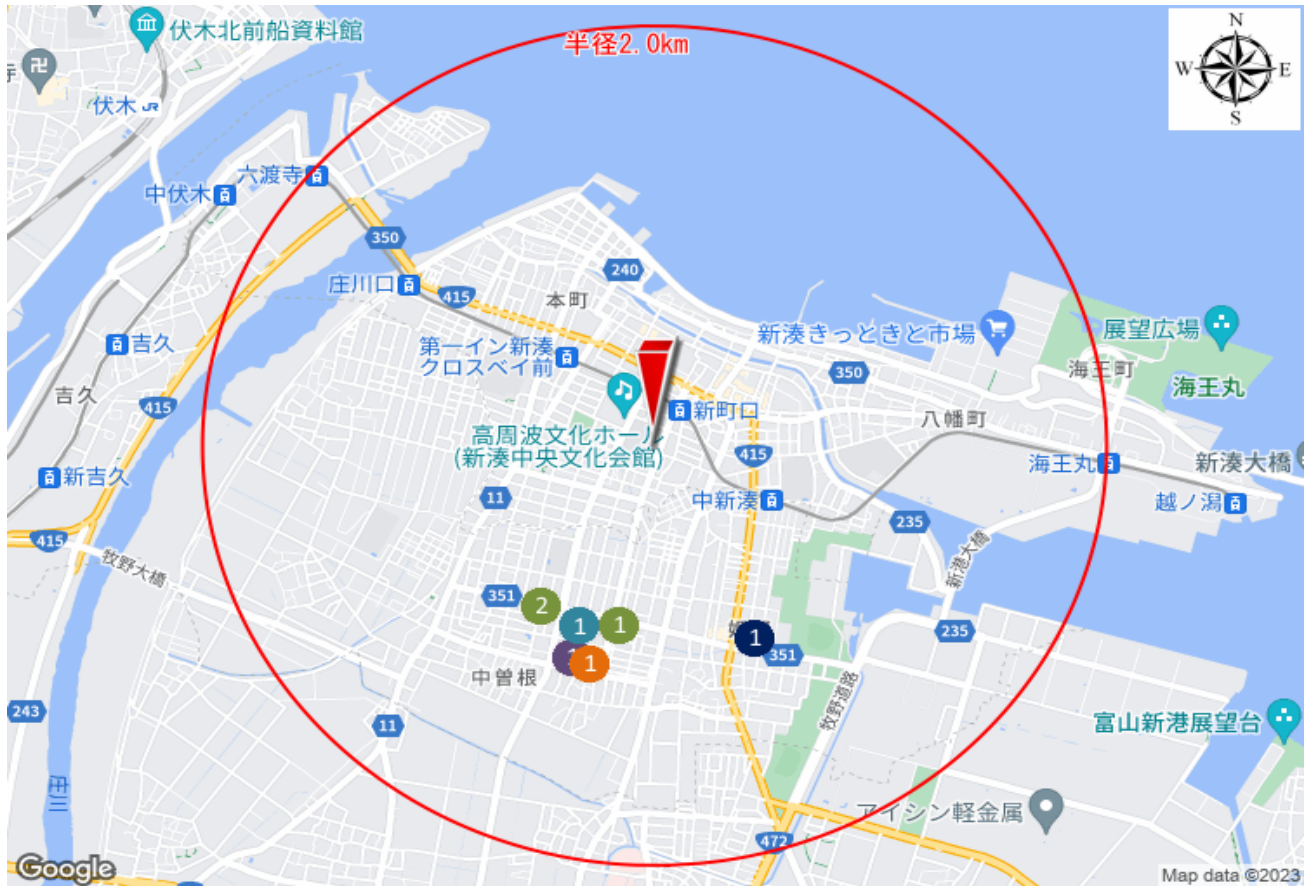 伏木北前船資料館
半径2.0km
N
W
E
S
寺
伏木
JR
六渡寺
中伏木
350
240
庄川口
415
本町
新湊きっときと市場
展望広場
第一イン新湊
クロスベイ前
350
海王町
海王丸
吉久
吉久
415
新町口
八幡町
高周波文化ホール
(新湊中央文化会館)
415
海王丸
新湊大橋
新吉久
11
中新湊
越ノ潟
235
415
牧野大橋
新港大橋
351
2
1
1
1
235
351
1
中曽根
牧野道路
243
11
富山新港展望台
庄川
アイシン軽金属
472
Google
Map data ©2023